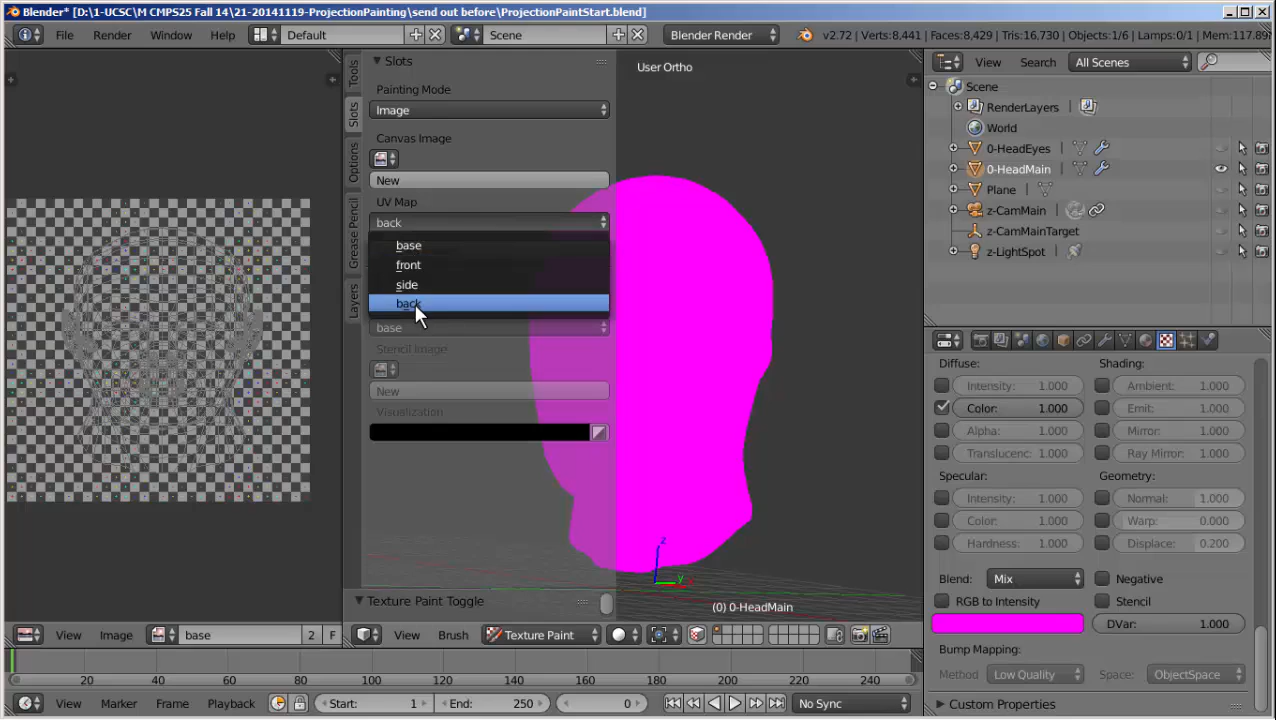 Blender* [D:\1-UCSC\M CMPS25 Fall 14\21-20141119-ProjectionPainting\send out before\ProjectionPaintStart.blend]
File Render Window Help Default Scene Blender Render v2.72 | Verts:8,441 | Faces:8,429 | Tris:16,730 | Objects:1/6 | Lamps:0/1 | Mem:117.89
View Search All Scenes
Tools
Slots
Options
Grease Pencil
Layers
Slots
Painting Mode
Image
Canvas Image
New
UV Map
back
base
front
side
back
base
Stencil Image
New
Visualization
Texture Paint Toggle
User Ortho
z
y
(0) 0-HeadMain
Scene
RenderLayers
World
0-HeadEyes
0-HeadMain
Plane
z-CamMain
z-CamMainTarget
z-LightSpot
Diffuse: Shading:
Intensity: 1.000 Ambient: 1.000
Color: 1.000 Emit: 1.000
Alpha: 1.000 Mirror: 1.000
Translucenc: 1.000 Ray Mirror: 1.000
Specular: Geometry:
Intensity: 1.000 Normal: 1.000
Color: 1.000 Warp: 0.000
Hardness: 1.000 Displace: 0.200
Blend: Mix Negative
RGB to Intensity Stencil
DVar: 1.000
Bump Mapping:
Method Low Quality Space: ObjectSpace
Custom Properties
View Image base 2 F
View Brush Texture Paint
20 40 60 80 100 120 140 160 180 200 220 240
View Marker Frame Playback Start: 1 End: 250 0 No Sync